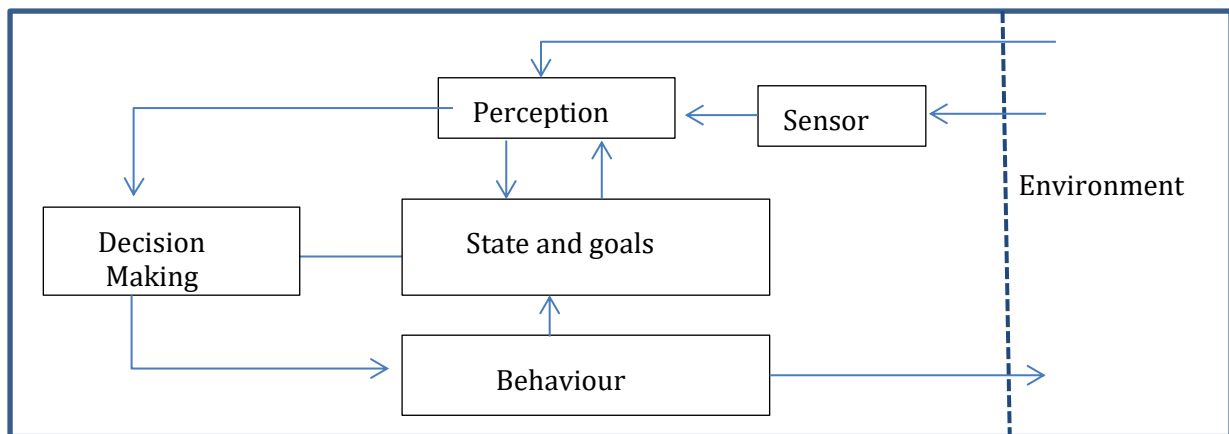 Perception
Sensor
Environment
Decision
Making
State and goals
Behaviour